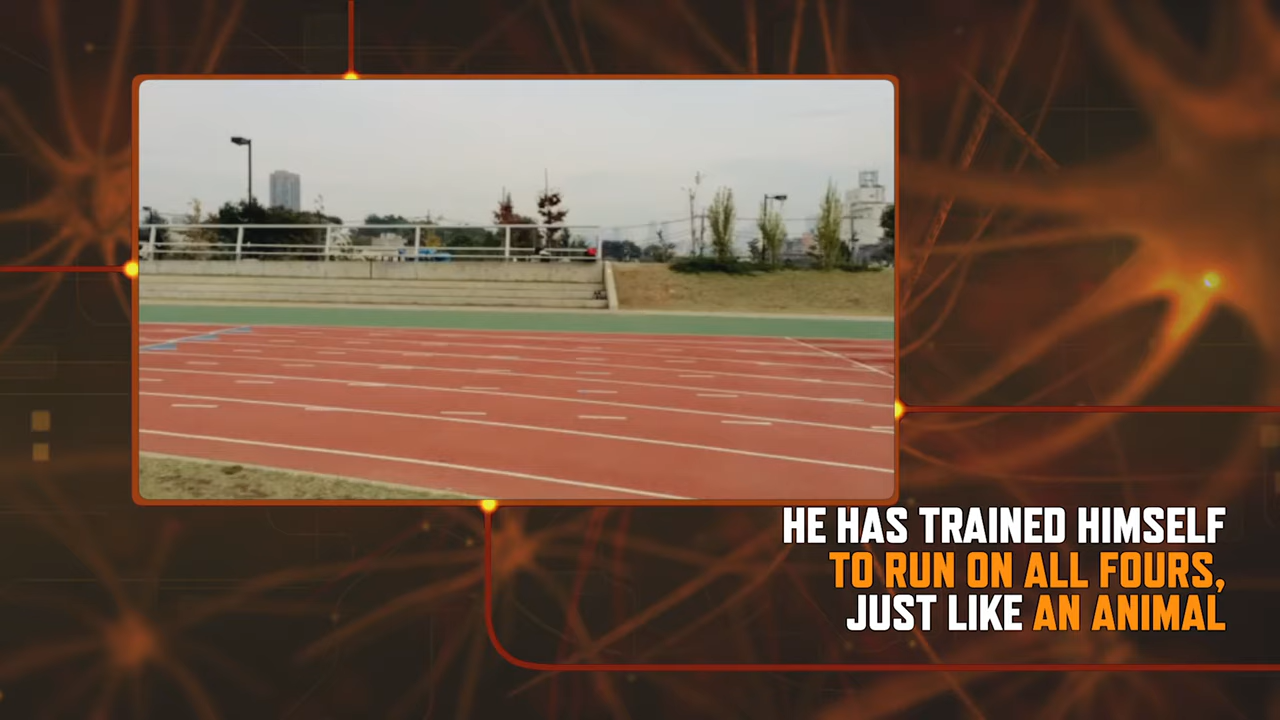 HE HAS TRAINED HIMSELF
TO RUN ON ALL FOURS,
JUST LIKE AN ANIMAL